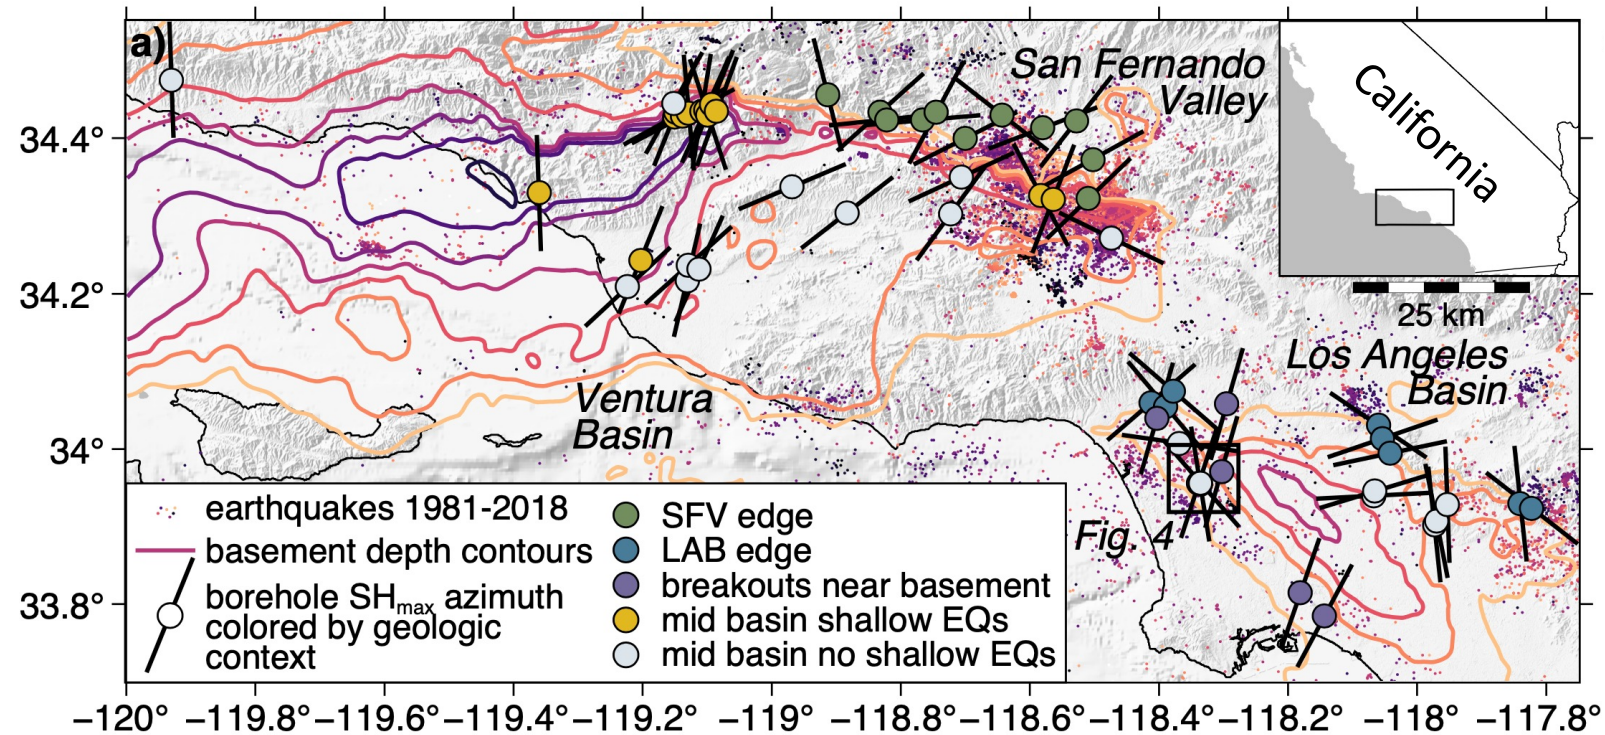 a)
San Fernando
Valley
California
25 km
Los Angeles
Basin
Ventura
Basin
Fig. 4
34.4°
34.2°
34°
33.8°
earthquakes 1981-2018
basement depth contours
borehole SHmax azimuth
colored by geologic
context
SFV edge
LAB edge
breakouts near basement
mid basin shallow EQs
mid basin no shallow EQs
−120° −119.8° −119.6° −119.4° −119.2° −119° −118.8° −118.6° −118.4° −118.2° −118° −117.8°